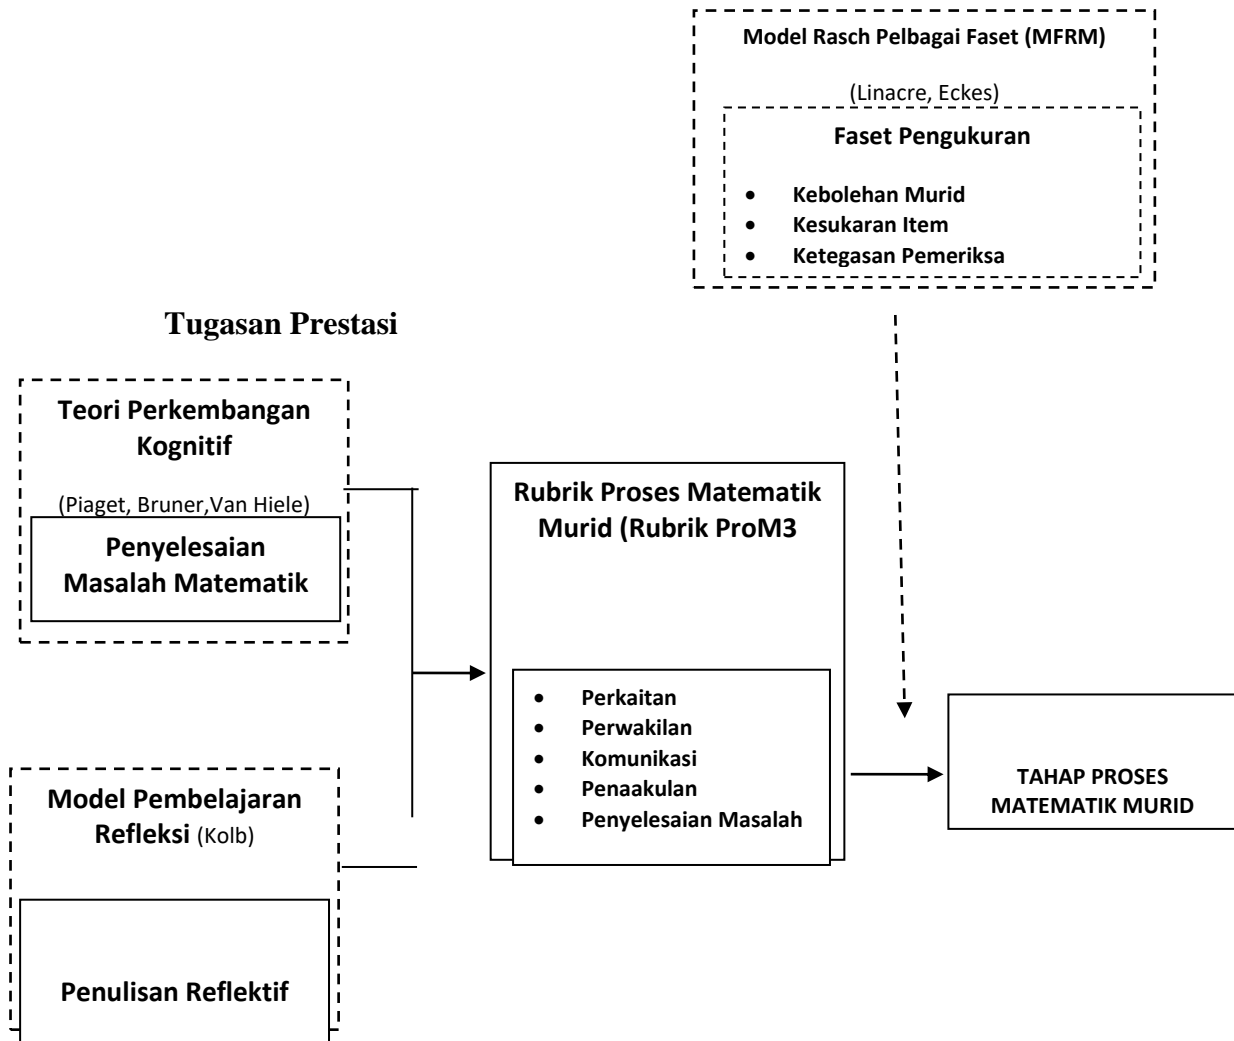 Model Rasch Pelbagai Faset (MFRM)
(Linacre, Eckes)
Faset Pengukuran
• Kebolehan Murid
• Kesukaran Item
• Ketegasan Pemeriksa
Tugasan Prestasi
Teori Perkembangan
Kognitif
(Piaget, Bruner,Van Hiele)
Penyelesaian
Masalah Matematik
Rubrik Proses Matematik
Murid (Rubrik ProM3
• Perkaitan
• Perwakilan
• Komunikasi
• Penaakulan
• Penyelesaian Masalah
TAHAP PROSES
MATEMATIK MURID
Model Pembelajaran
Refleksi (Kolb)
Penulisan Reflektif